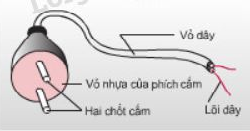 Vỏ dây
Vỏ nhựa của phích cắm
Hai chốt cắm
Lõi dây